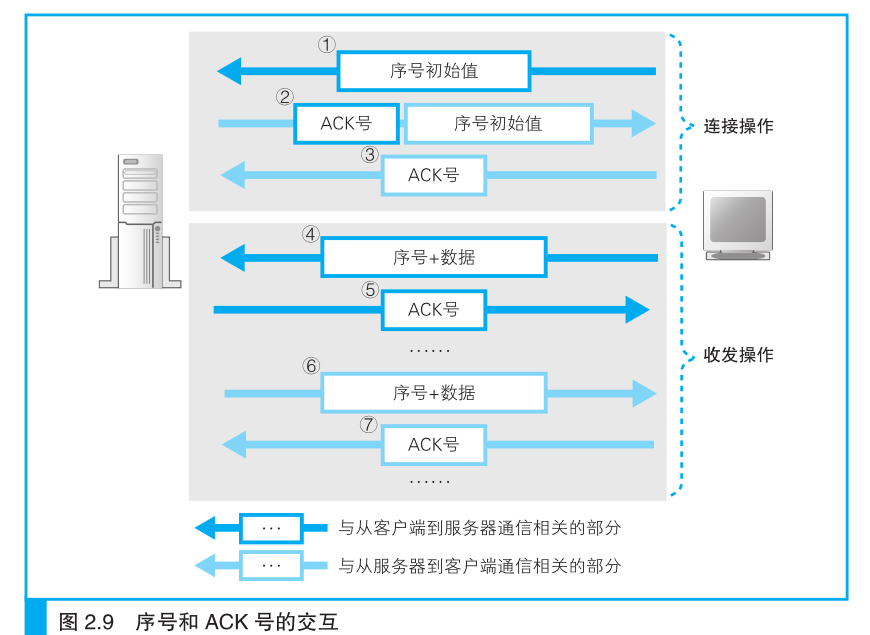 ①
序号初始值
②
ACK号
序号初始值
③
ACK号
连接操作
④
序号+数据
⑤
ACK号
······
⑥
序号+数据
⑦
ACK号
······
收发操作
··· 与从客户端到服务器通信相关的部分
··· 与从服务器到客户端通信相关的部分
图 2.9 序号和 ACK 号的交互